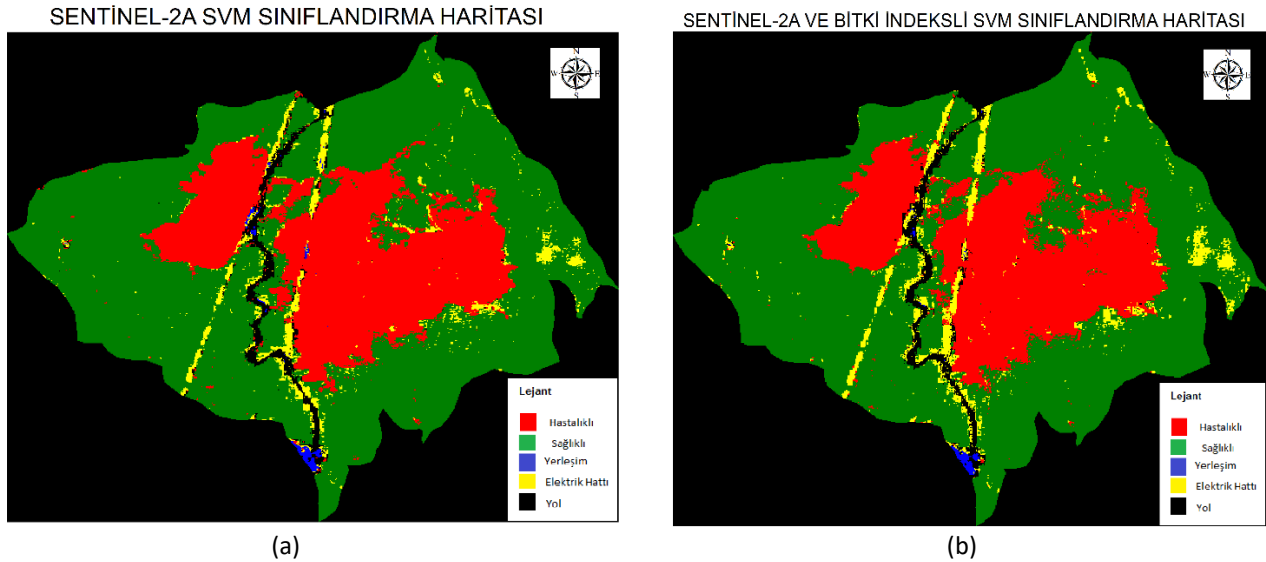 SENTİNEL-2A SVM SINIFLANDIRMA HARİTASI
N
W E
S
Lejant
Hastalıklı
Sağlıklı
Yerleşim
Elektrik Hattı
Yol
(a)
SENTİNEL-2A VE BİTKİ İNDEKSLİ SVM SINIFLANDIRMA HARİTASI
N
W E
S
Lejant
Hastalıklı
Sağlıklı
Yerleşim
Elektrik Hattı
Yol
(b)